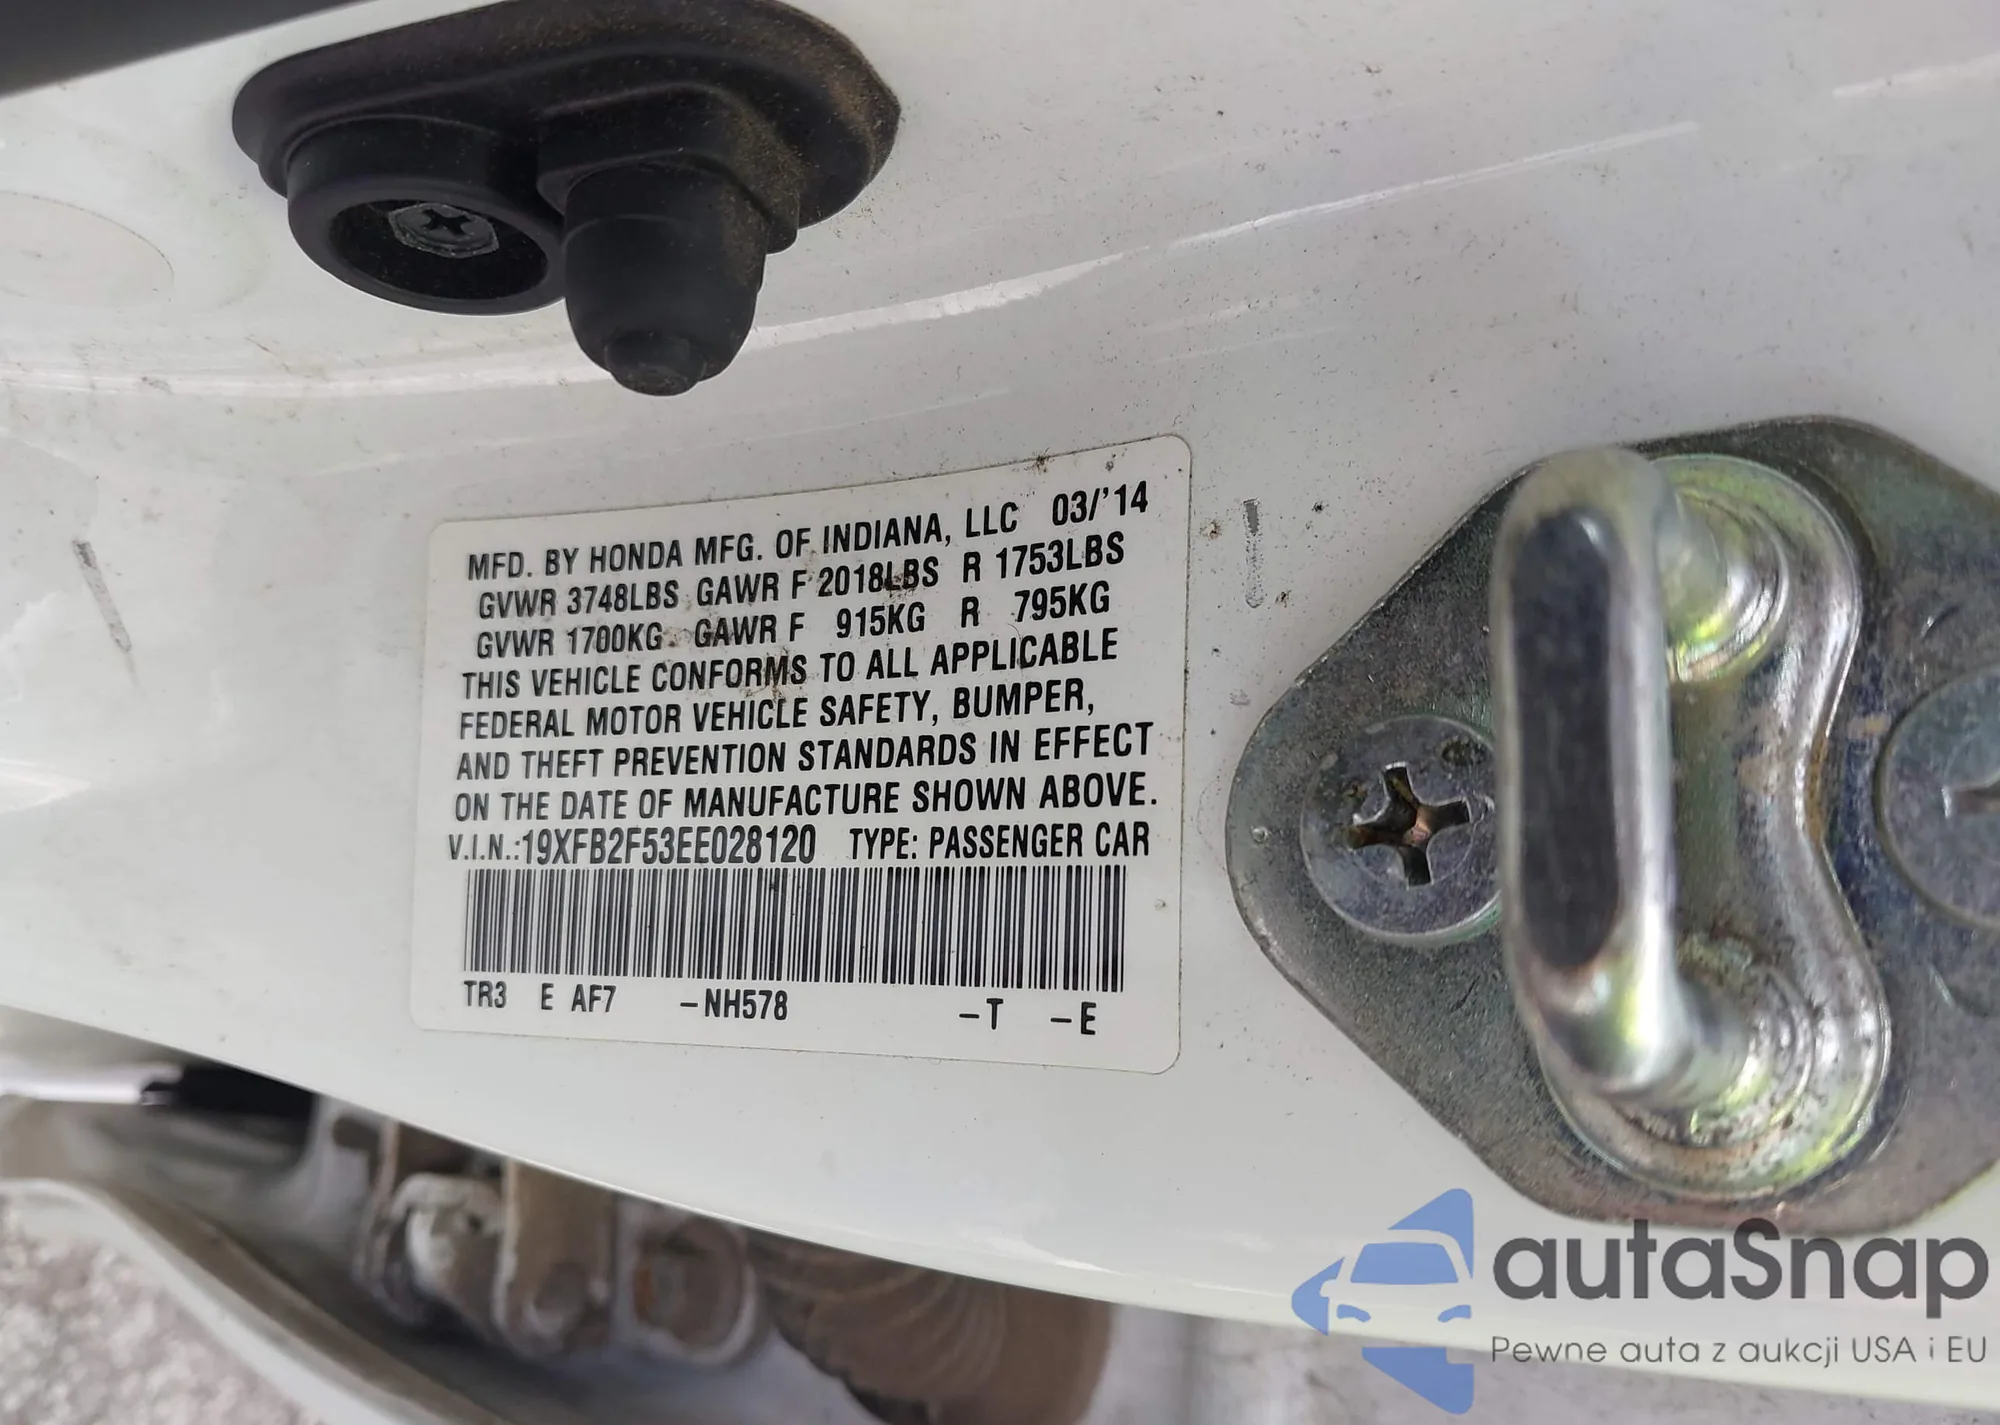 MFD. BY HONDA MFG. OF INDIANA, LLC 03/'14
GVWR 3748LBS GAWR F 2018LBS R 1753LBS
GVWR 1700KG GAWR F 915KG R 795KG
THIS VEHICLE CONFORMS TO ALL APPLICABLE
FEDERAL MOTOR VEHICLE SAFETY, BUMPER,
AND THEFT PREVENTION STANDARDS IN EFFECT
ON THE DATE OF MANUFACTURE SHOWN ABOVE.
V.I.N.:19XFB2F53EE028120 TYPE: PASSENGER CAR
TR3 E AF7 -NH578 -T -E
autaSnap
Pewne auta z aukcji USA i EU